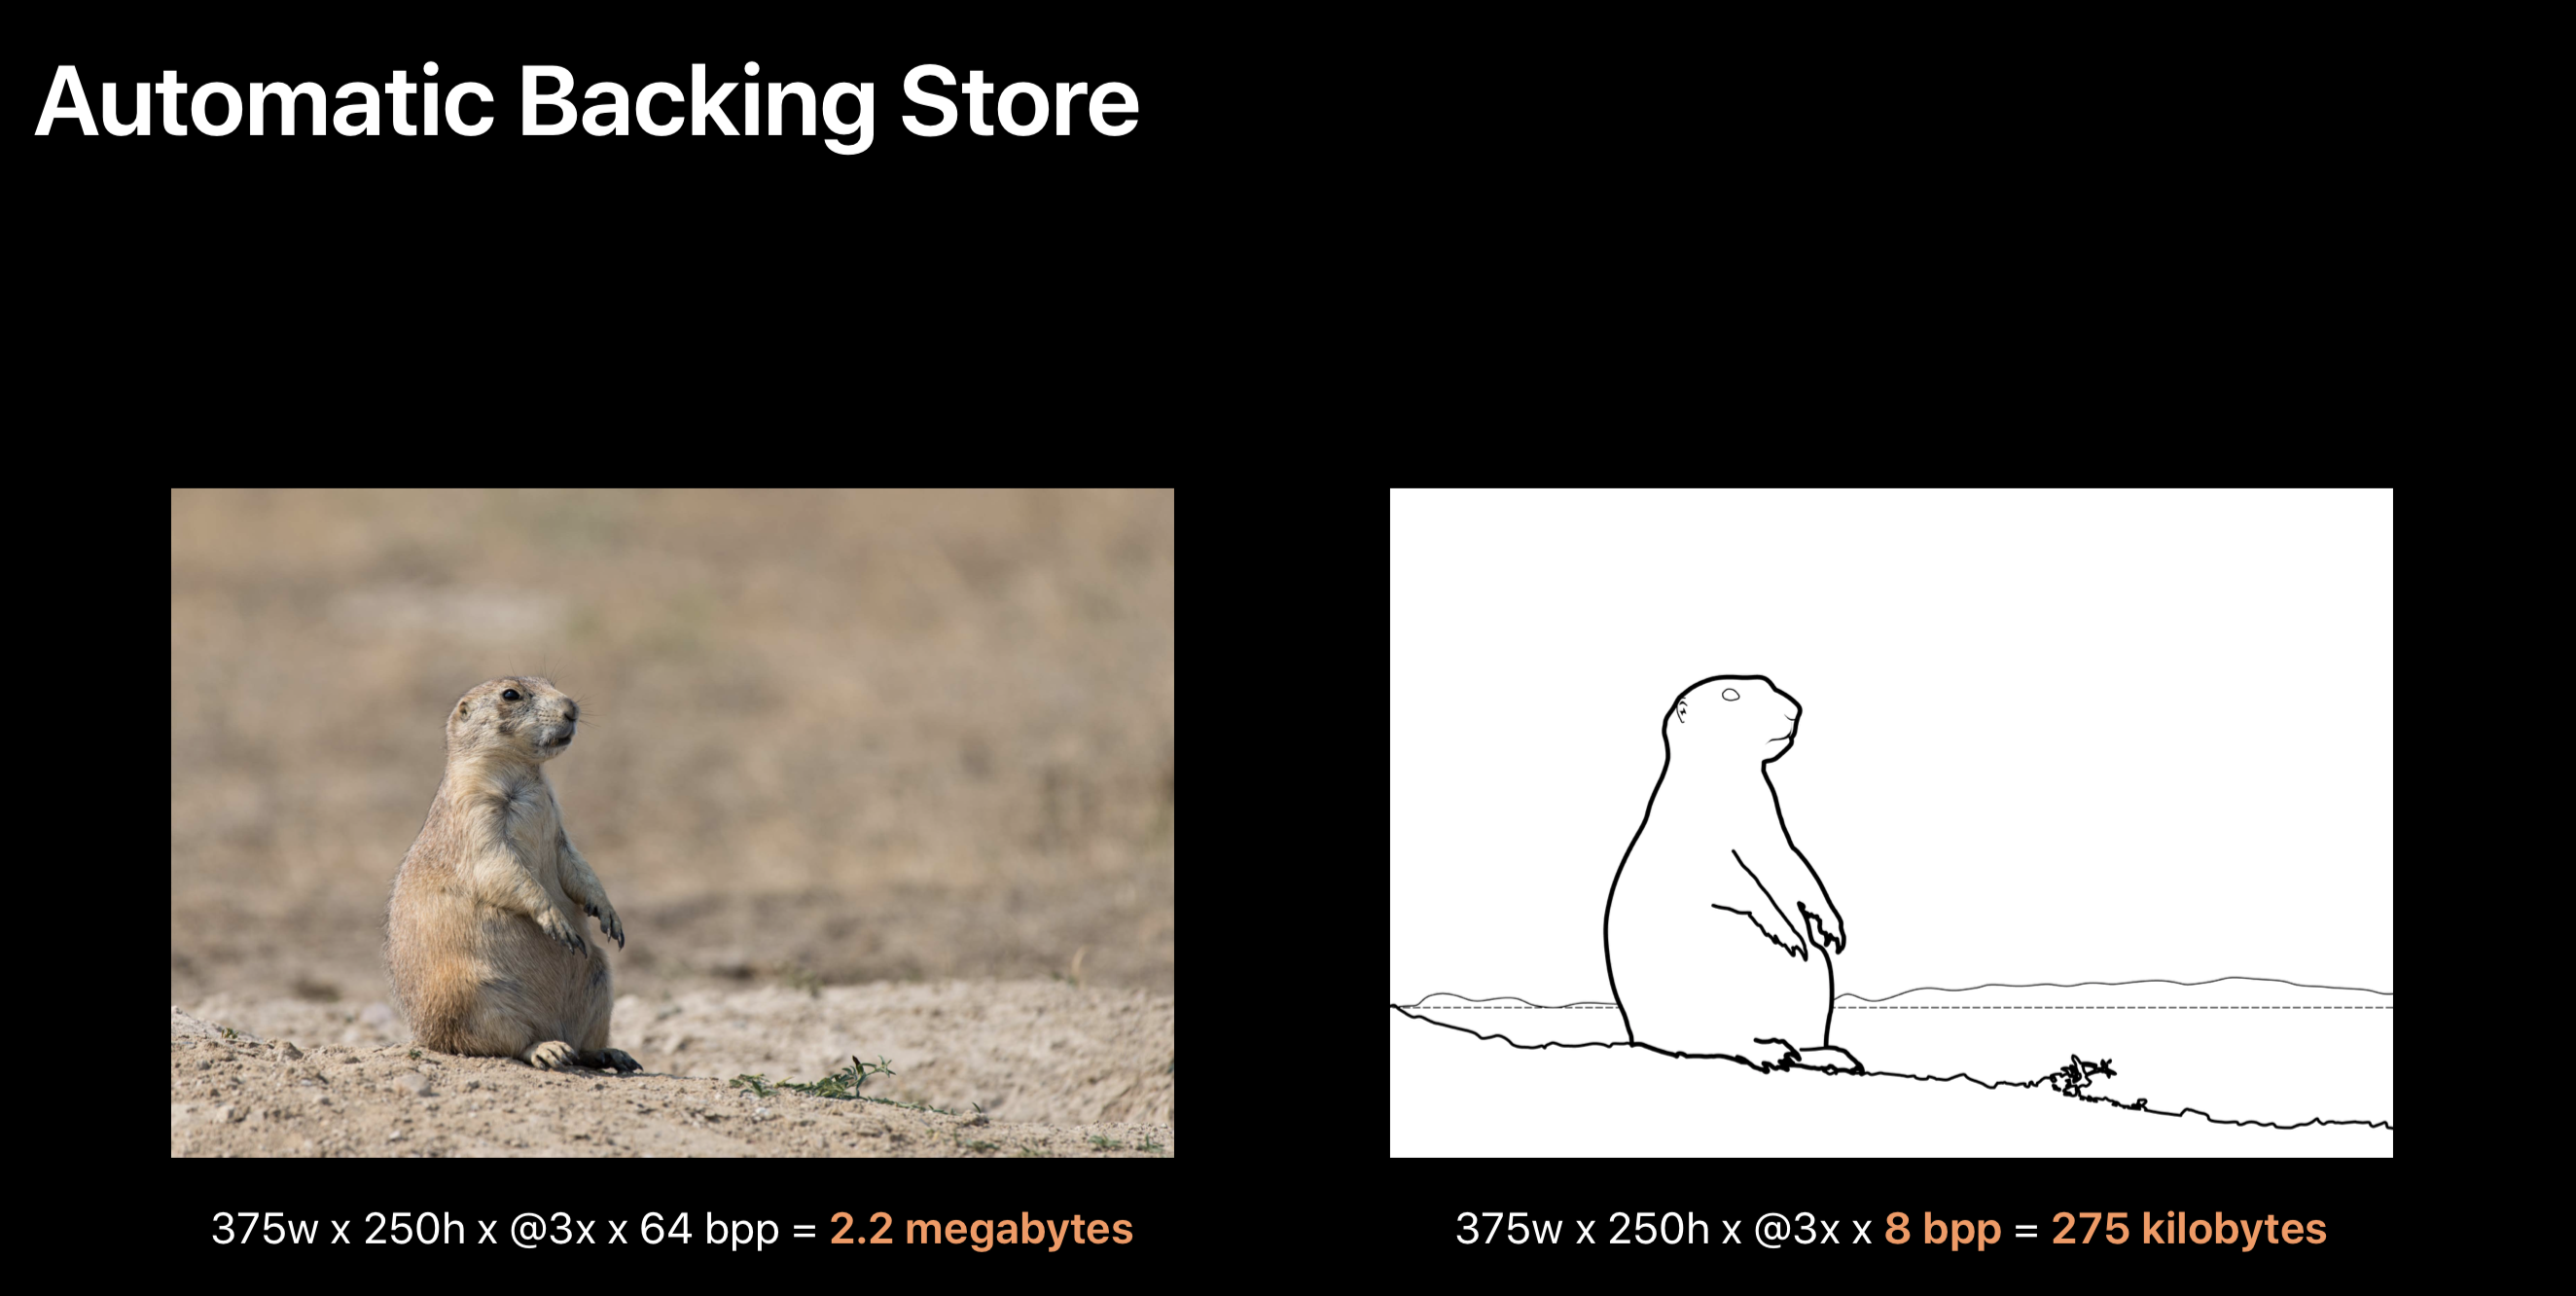 Automatic Backing Store
375w x 250h x @3x x 64 bpp = 2.2 megabytes
375w x 250h x @3x x 8 bpp = 275 kilobytes